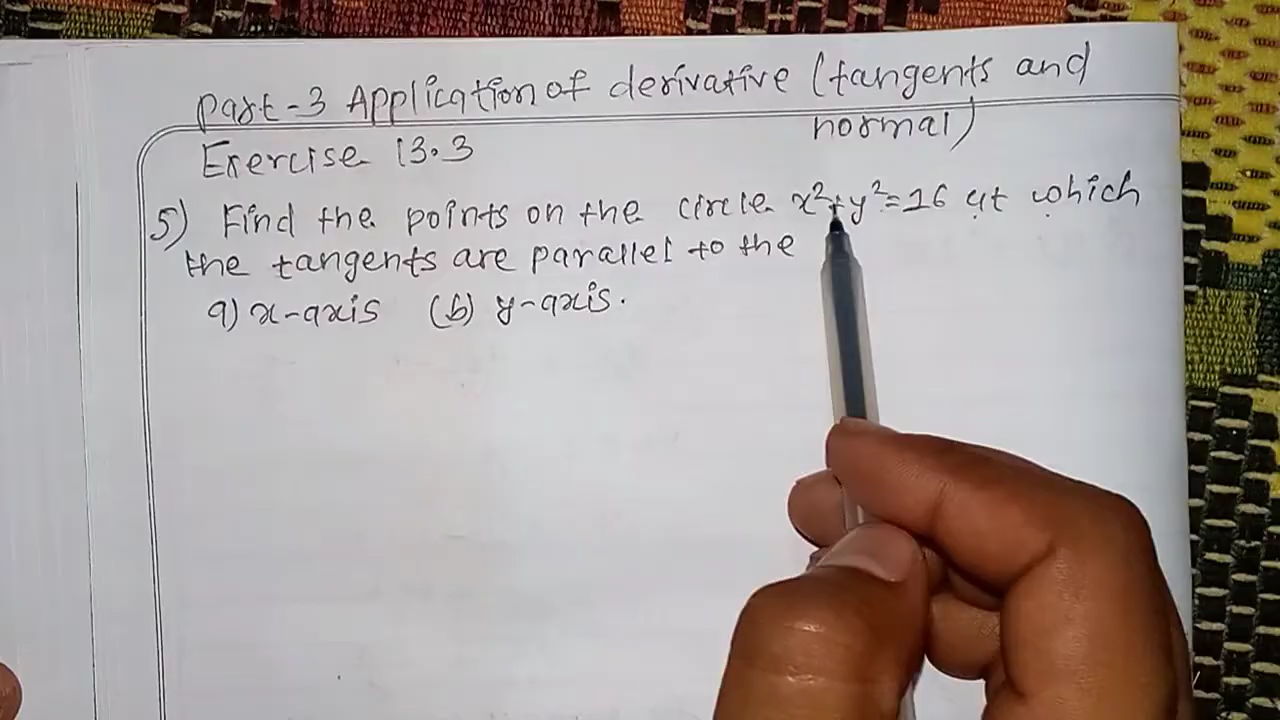 Part-3 Application of derivative (tangents and
normal)
Exercise 13.3
5) Find the points on the circle x²+y²=16 at which
the tangents are parallel to the
a) x-axis (b) y-axis.